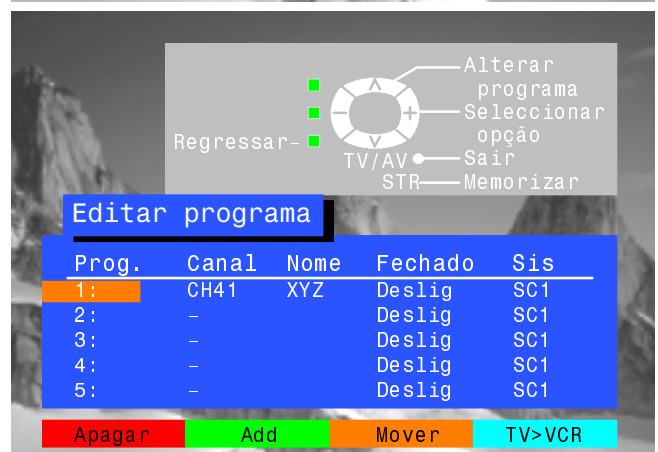 Alterar
programa
Seleccionar
opção
Regressar-
TV/AV Sair
STR Memorizar
Editar programa
Prog. Canal Nome Fechado Sis
1: CH41 XYZ Deslig SC1
2: - Deslig SC1
3: - Deslig SC1
4: - Deslig SC1
5: - Deslig SC1
Apagar Add Mover TV>VCR